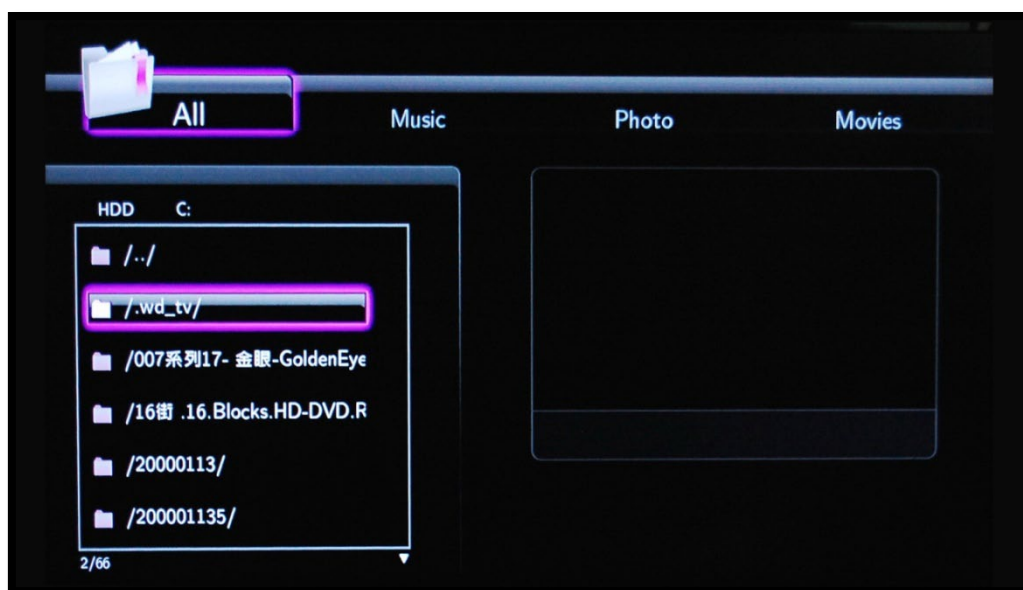 All Music Photo Movies
HDD C:
/../
/.wd_tv/
/007系列17- 金眼-GoldenEye
/16街 .16.Blocks.HD-DVD.R
/20000113/
/200001135/
2/66